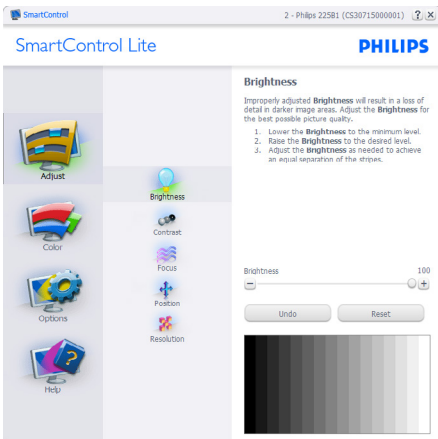 SmartControl
2 - Philips 225B1 (CS30715000001)
SmartControl Lite
PHILIPS
Adjust
Color
Options
Help
Brightness
Contrast
Focus
Position
Resolution
Brightness
Improperly adjusted Brightness will result in a loss of
detail in darker image areas. Adjust the Brightness for
the best possible picture quality.
1. Lower the Brightness to the minimum level.
2. Raise the Brightness to the desired level.
3. Adjust the Brightness as needed to achieve
an equal separation of the stripes.
Brightness 100
Undo Reset